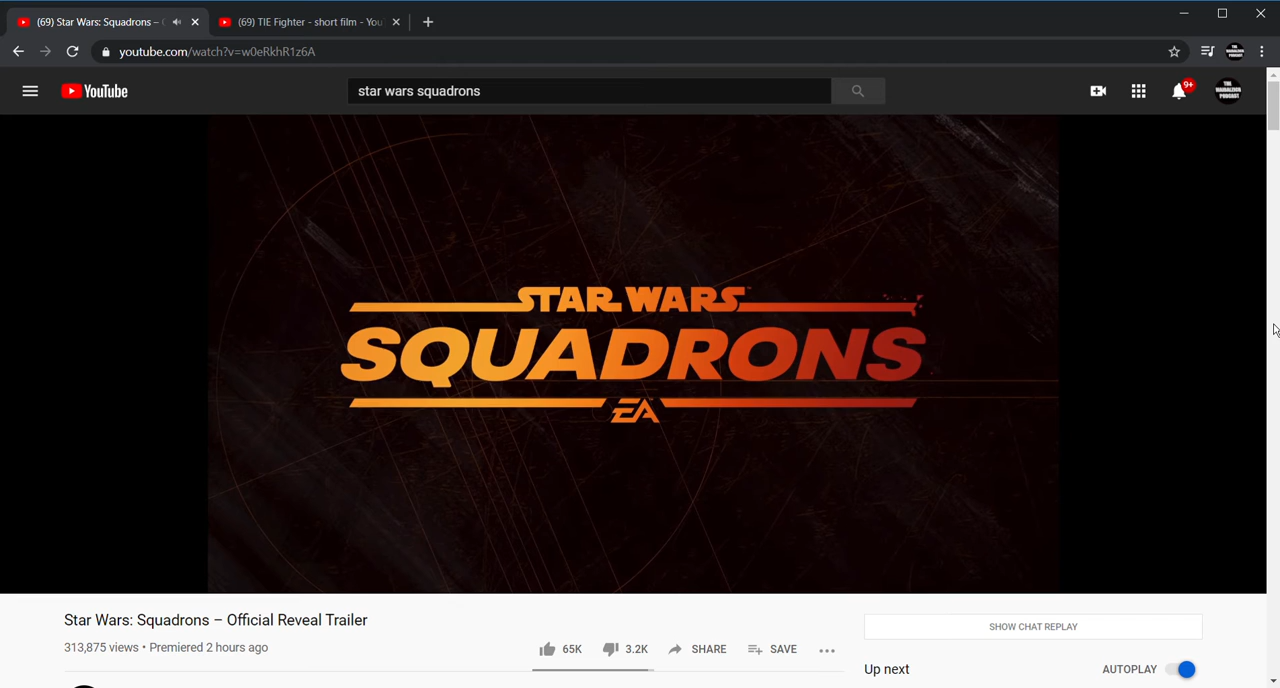 (69) Star Wars: Squadrons – O
(69) TIE Fighter - short film - You
youtube.com/watch?v=w0eRkhR1z6A
YouTube
star wars squadrons
9+
THE
PODCAST
STAR WARS
SQUADRONS
EA
Star Wars: Squadrons – Official Reveal Trailer
313,875 views • Premiered 2 hours ago
65K
3.2K
SHARE
SAVE
SHOW CHAT REPLAY
Up next
AUTOPLAY